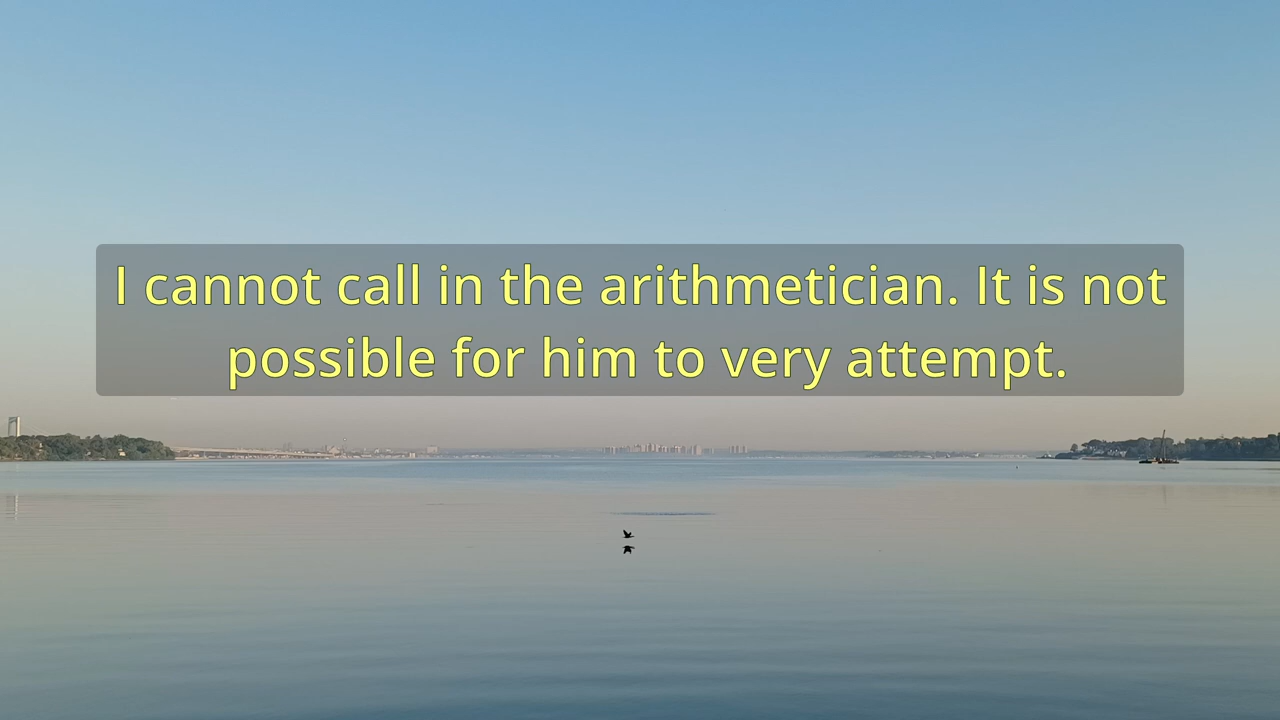 I cannot call in the arithmetician. It is not
possible for him to very attempt.